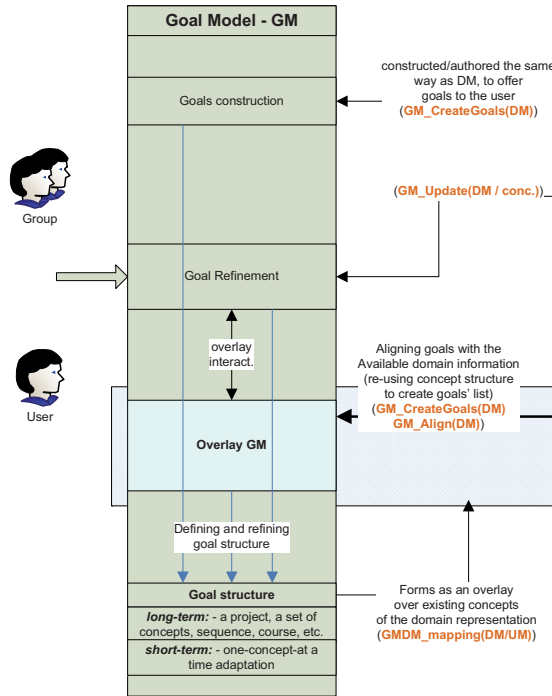 Goal Model - GM
Goals construction
constructed/authored the same
way as DM, to offer
goals to the user
(GM_CreateGoals(DM))
Group
(GM_Update(DM / conc.))
Goal Refinement
overlay
interact.
User
Aligning goals with the
Available domain information
(re-using concept structure
to create goals' list)
(GM_CreateGoals(DM)
GM_Align(DM))
Overlay GM
Defining and refining
goal structure
Goal structure
long-term: - a project, a set of
concepts, sequence, course, etc.
short-term: - one-concept-at a
time adaptation
Forms as an overlay
over existing concepts
of the domain representation
(GMDM_mapping(DM/UM))